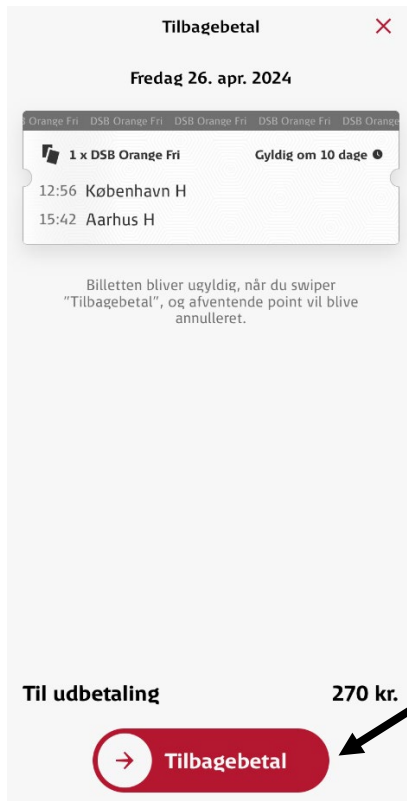 Tilbagebetal
Fredag 26. apr. 2024
Orange Fri DSB Orange Fri DSB Orange Fri DSB Orange Fri DSB Orange
1 x DSB Orange Fri Gyldig om 10 dage
12:56 København H
15:42 Aarhus H
Billetten bliver ugyldig, når du swiper
"Tilbagebetal", og afventende point vil blive
annulleret.
Til udbetaling 270 kr.
Tilbagebetal